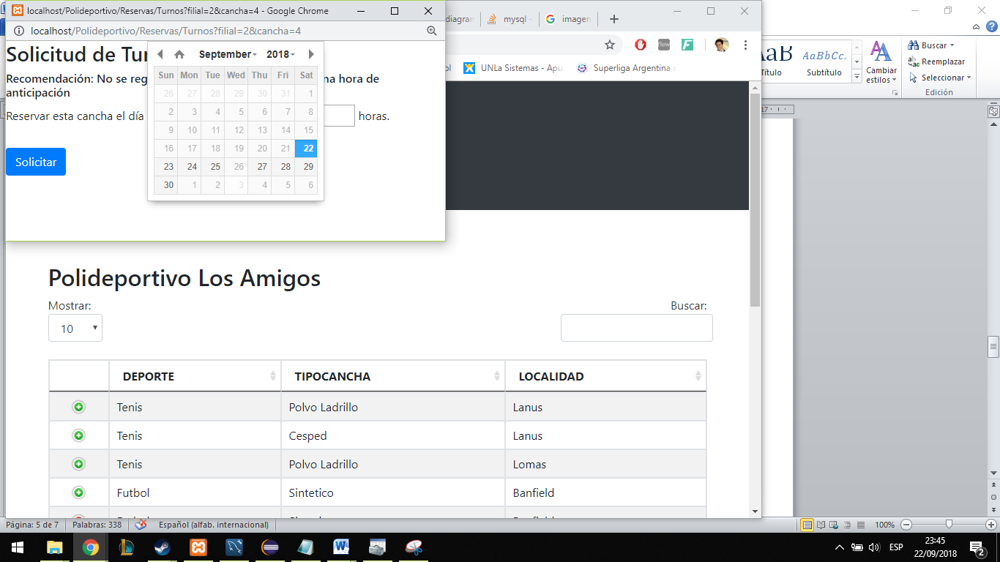 localhost/Polideportivo/Reservas/Turnos?filial=2&cancha=4 - Google Chrome
localhost/Polideportivo/Reservas/Turnos?filial=2&cancha=4
mysql -
imagen
UNLa Sistemas - Apu
Superliga Argentina
Solicitud de Tur
Recomendación: No se reg na hora de
anticipación
Reservar esta cancha el día horas.
Solicitar
September 2018
Sun Mon Tue Wed Thu Fri Sat
26 27 28 29 30 31 1
2 3 4 5 6 7 8
9 10 11 12 13 14 15
16 17 18 19 20 21 22
23 24 25 26 27 28 29
30 1 2 3 4 5 6
AaBbCc.
Título
Subtítulo
Cambiar
estilos
Buscar
Reemplazar
Seleccionar
Edición
17
Polideportivo Los Amigos
Mostrar: Buscar:
10
DEPORTE TIPOCANCHA LOCALIDAD
Tenis Polvo Ladrillo Lanus
Tenis Cesped Lanus
Tenis Polvo Ladrillo Lomas
Futbol Sintetico Banfield
Página: 5 de 7 Palabras: 338 Español (alfab. internacional) 100%
ESP 23:45
22/09/2018
2